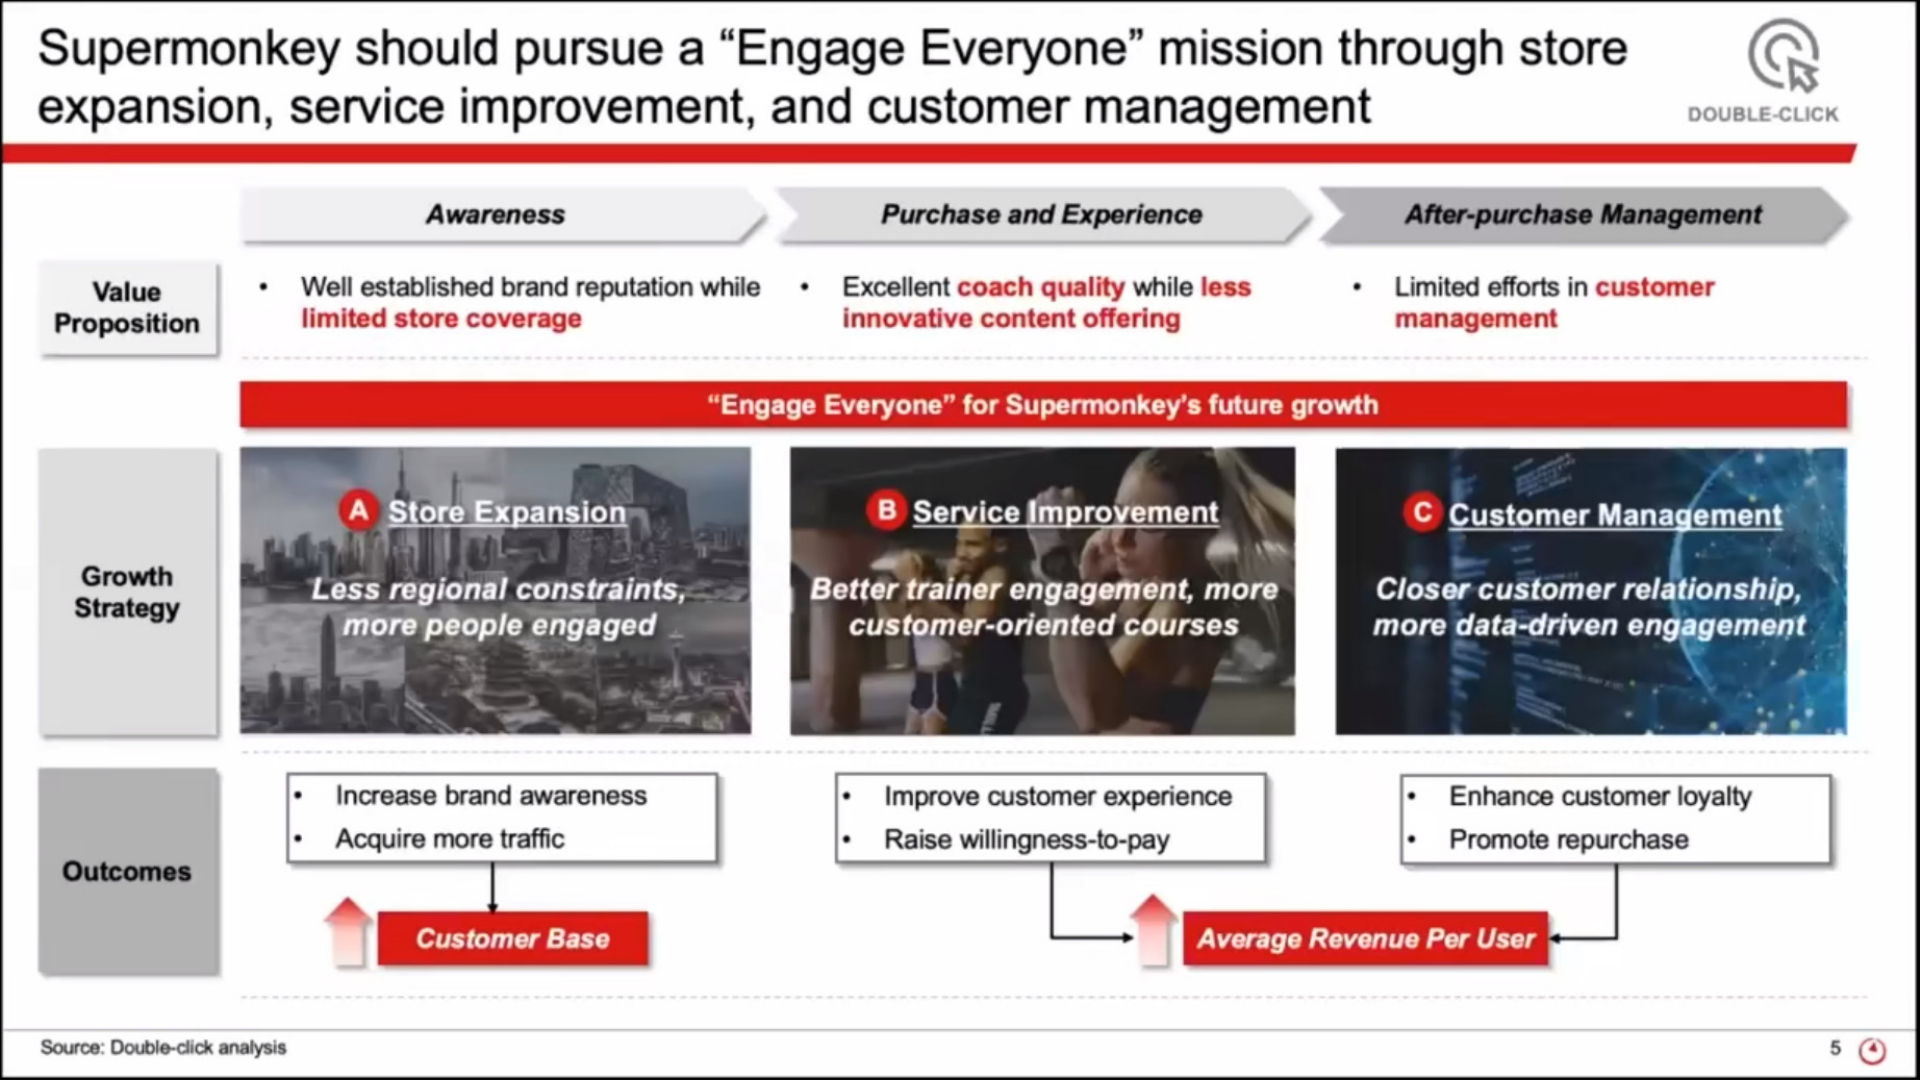 Supermonkey should pursue a “Engage Everyone” mission through store
expansion, service improvement, and customer management
DOUBLE-CLICK
Awareness
Purchase and Experience
After-purchase Management
Value
Proposition
• Well established brand reputation while
limited store coverage
• Excellent coach quality while less
innovative content offering
• Limited efforts in customer
management
“Engage Everyone” for Supermonkey's future growth
Growth
Strategy
A Store Expansion
Less regional constraints,
more people engaged
B Service Improvement
Better trainer engagement, more
customer-oriented courses
C Customer Management
Closer customer relationship,
more data-driven engagement
Outcomes
• Increase brand awareness
• Acquire more traffic
Customer Base
• Improve customer experience
• Raise willingness-to-pay
• Enhance customer loyalty
• Promote repurchase
Average Revenue Per User
Source: Double-click analysis
5